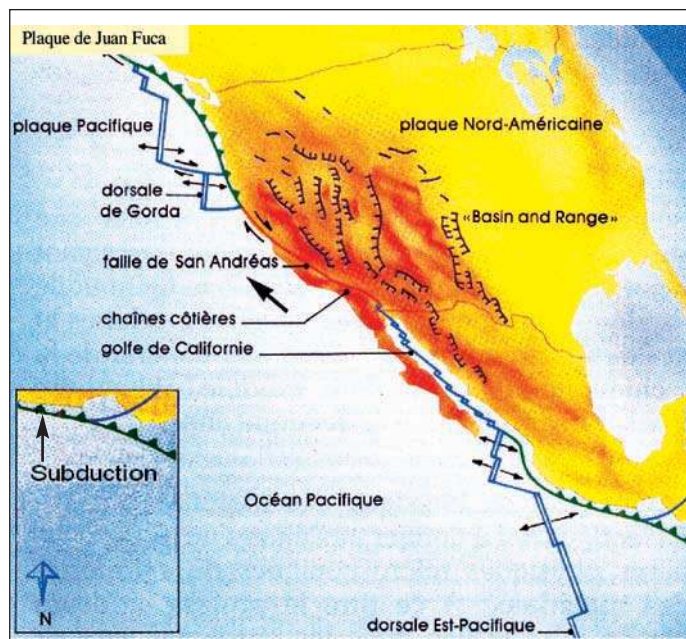 Plaque de Juan Fuca
plaque Pacifique
plaque Nord-Américaine
dorsale
de Gorda
«Basin and Range»
faille de San Andréas
chaînes côtières
golfe de Californie
Subduction
Océan Pacifique
N
dorsale Est-Pacifique